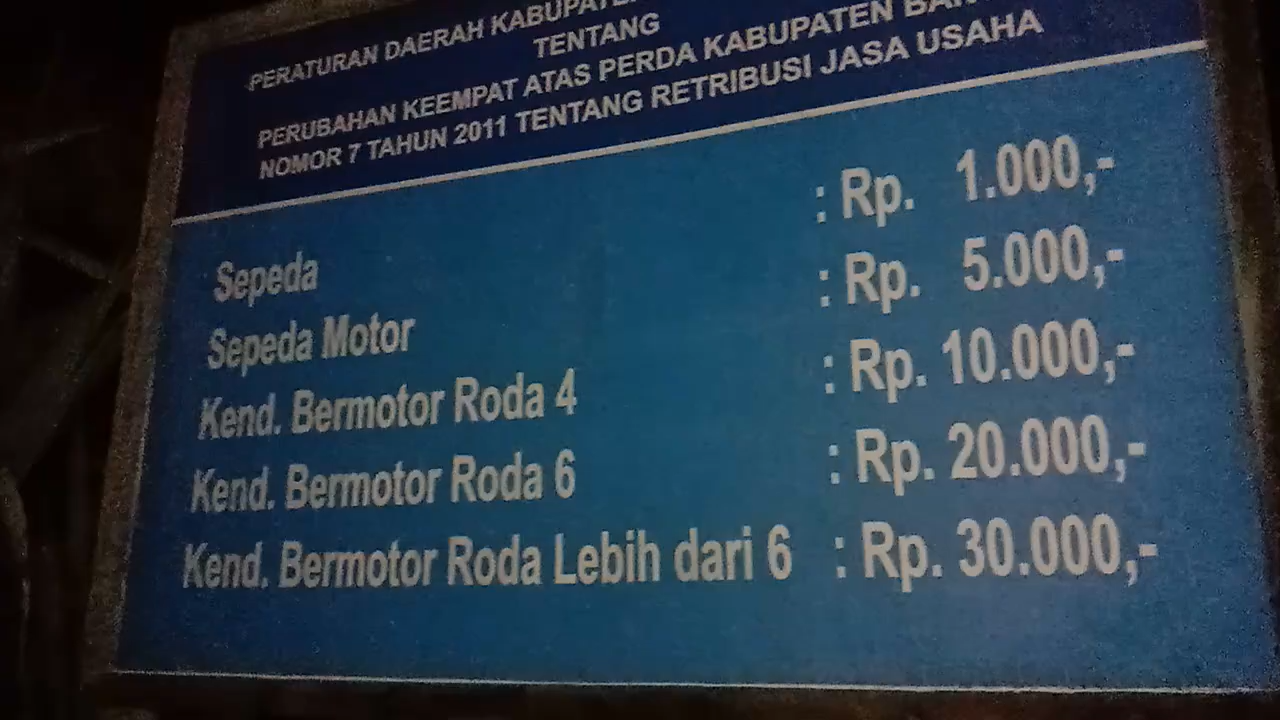 PERATURAN DAERAH
TENTANG
PERUBAHAN KEEMPAT ATAS PERDA KABUPATEN
NOMOR 7 TAHUN 2011 TENTANG RETRIBUSI JASA USAHA
Sepeda : Rp. 1.000,-
Sepeda Motor : Rp. 5.000,-
Kend. Bermotor Roda 4 : Rp. 10.000,-
Kend. Bermotor Roda 6 : Rp. 20.000,-
Kend. Bermotor Roda Lebih dari 6 : Rp. 30.000,-